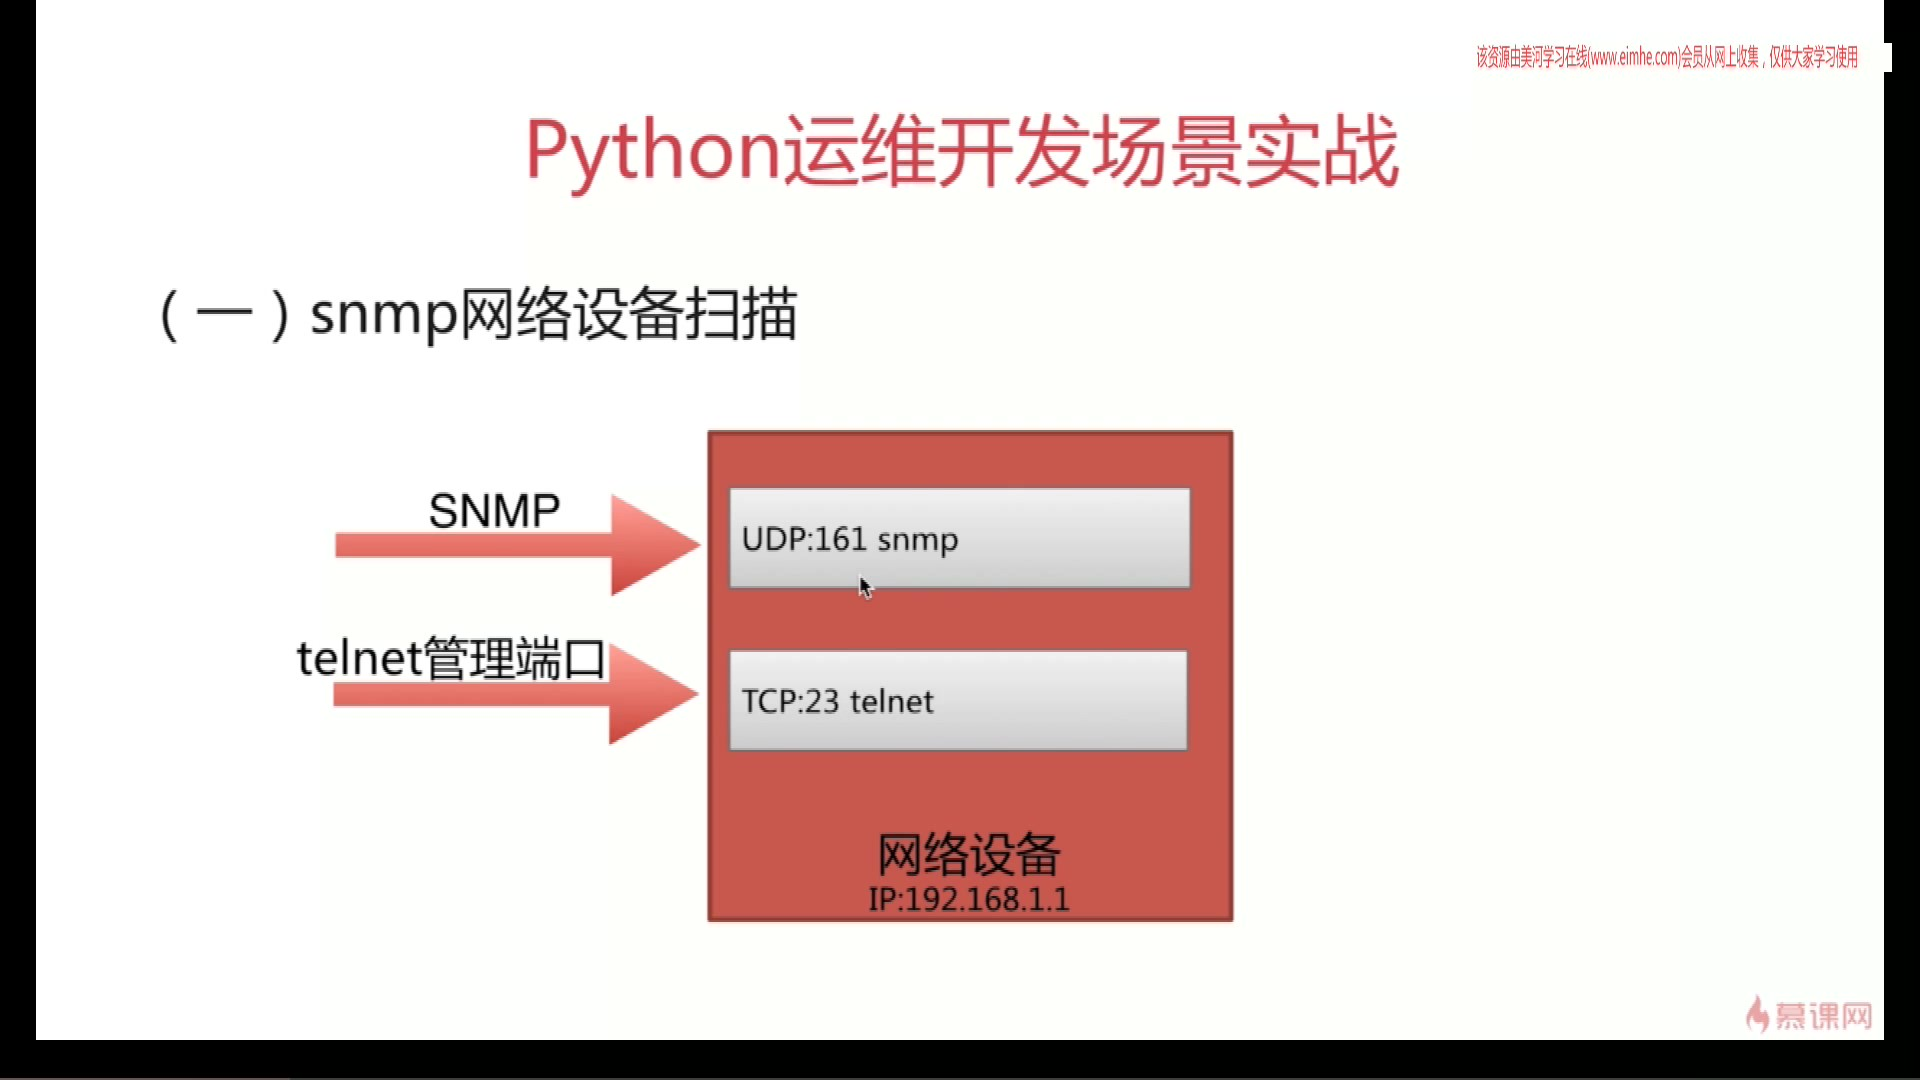 该资源由美河学习在线(www.eimhe.com)会员从网上收集，仅供大家学习使用
Python运维开发场景实战
（一）snmp网络设备扫描
SNMP
UDP:161 snmp
telnet管理端口
TCP:23 telnet
网络设备
IP:192.168.1.1
慕课网